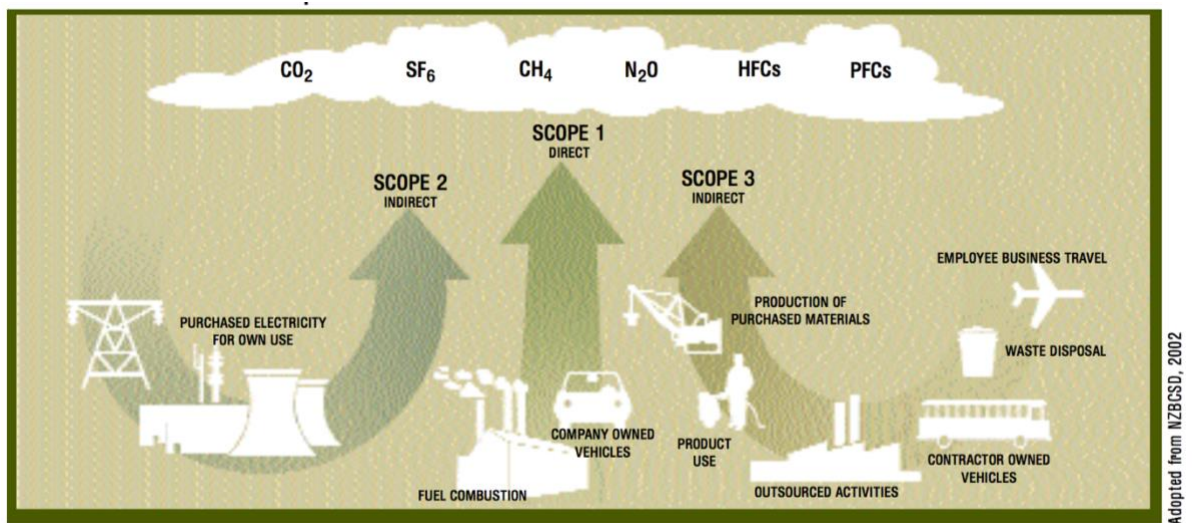 CO₂ SF₆ CH₄ N₂O HFCs PFCs
SCOPE 1
DIRECT
SCOPE 2
INDIRECT
SCOPE 3
INDIRECT
EMPLOYEE BUSINESS TRAVEL
PURCHASED ELECTRICITY
FOR OWN USE
PRODUCTION OF
PURCHASED MATERIALS
WASTE DISPOSAL
COMPANY OWNED
VEHICLES
PRODUCT
USE
CONTRACTOR OWNED
VEHICLES
FUEL COMBUSTION
OUTSOURCED ACTIVITIES
Adopted from NZBCSD, 2002